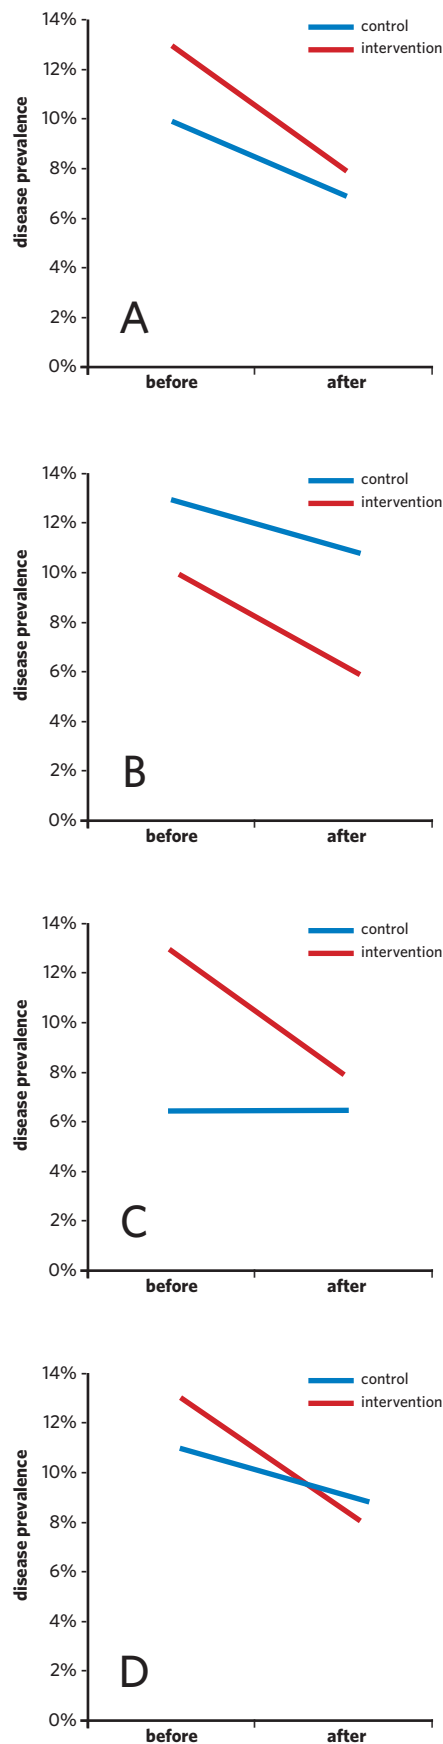 14%
control
intervention
12%
10%
8%
6%
4%
2%
0%
disease prevalence
A
before after
14%
control
intervention
12%
10%
8%
6%
4%
2%
0%
disease prevalence
B
before after
14%
control
intervention
12%
10%
8%
6%
4%
2%
0%
disease prevalence
C
before after
14%
control
intervention
12%
10%
8%
6%
4%
2%
0%
disease prevalence
D
before after